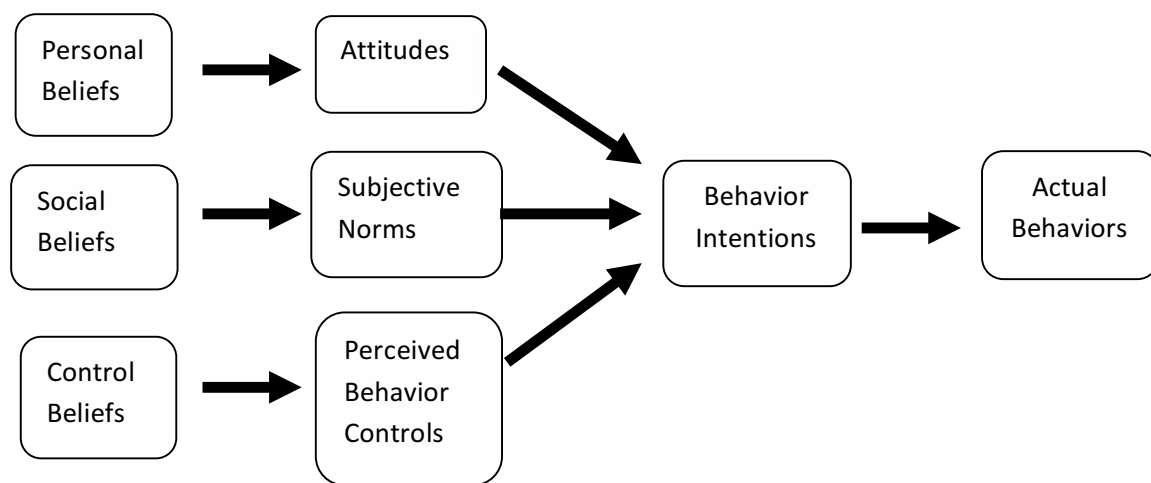 Personal
Beliefs
Attitudes
Social
Beliefs
Subjective
Norms
Control
Beliefs
Perceived
Behavior
Controls
Behavior
Intentions
Actual
Behaviors